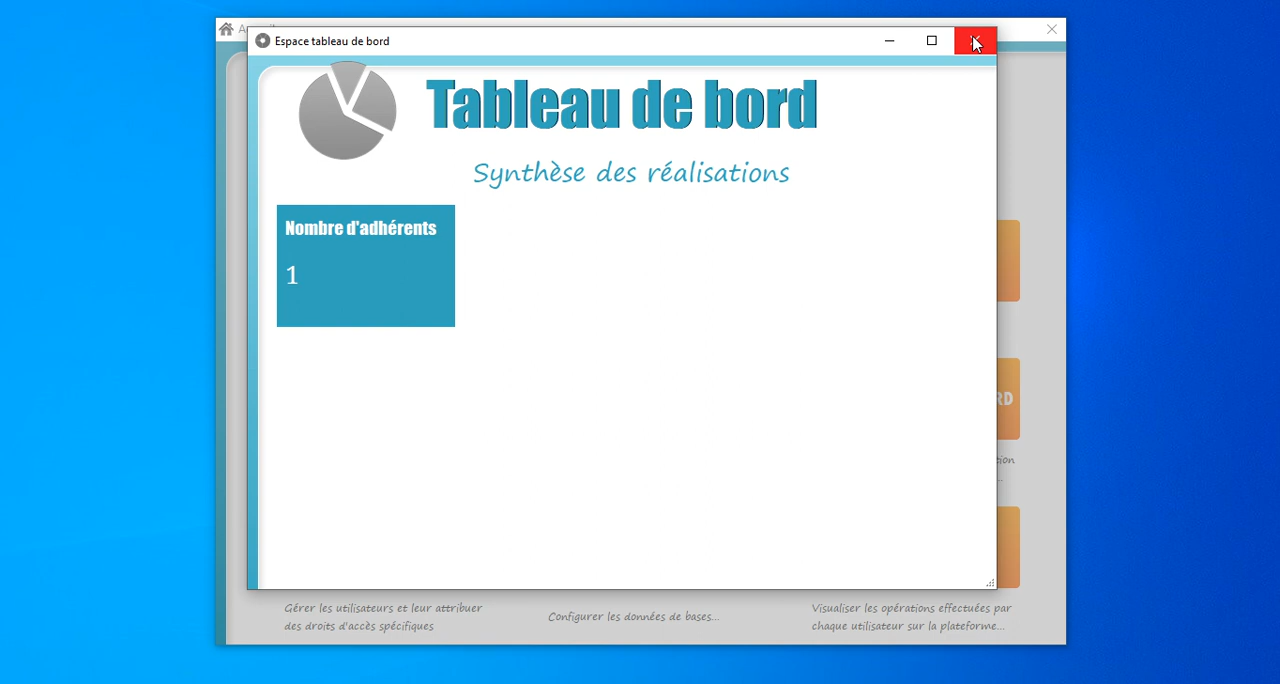 Espace tableau de bord
Tableau de bord
Synthèse des réalisations
Nombre d'adhérents
1
RD
tion
...
Gérer les utilisateurs et leur attribuer
des droits d'accès spécifiques
Configurer les données de bases...
Visualiser les opérations effectuées par
chaque utilisateur sur la plateforme...